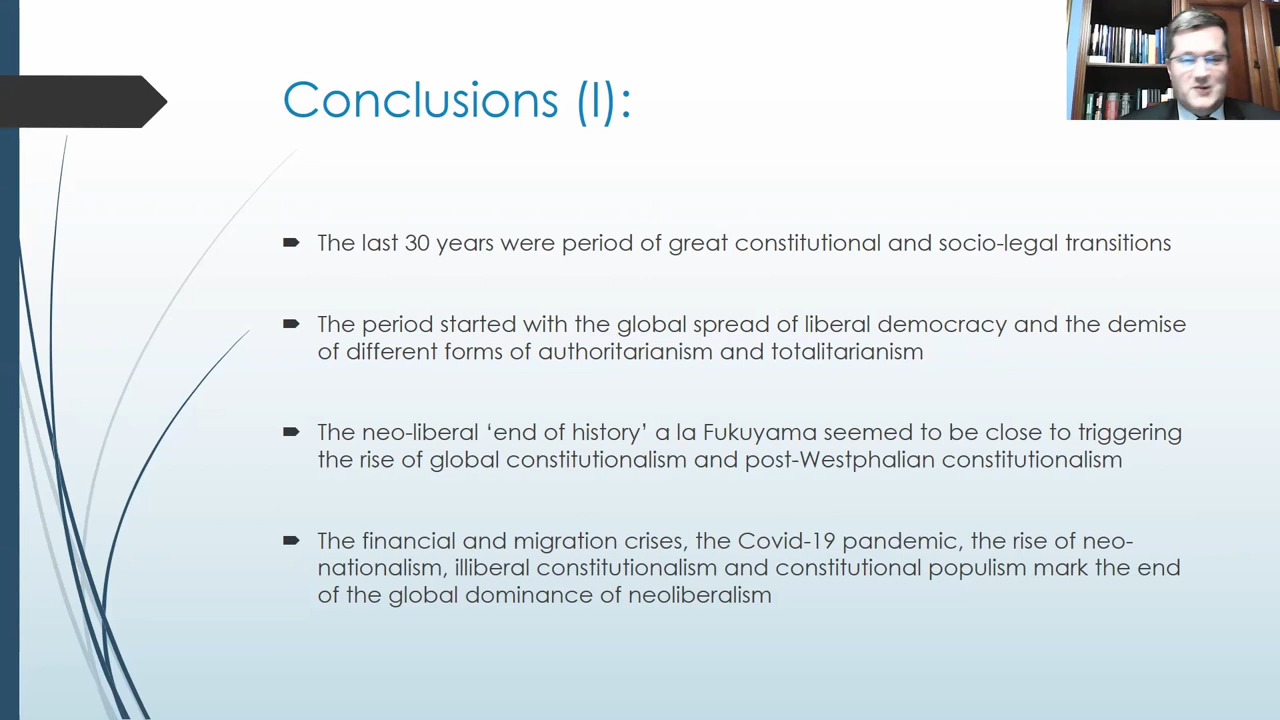 Conclusions (I):
The last 30 years were period of great constitutional and socio-legal transitions
The period started with the global spread of liberal democracy and the demise
of different forms of authoritarianism and totalitarianism
The neo-liberal ‘end of history’ a la Fukuyama seemed to be close to triggering
the rise of global constitutionalism and post-Westphalian constitutionalism
The financial and migration crises, the Covid-19 pandemic, the rise of neo-
nationalism, illiberal constitutionalism and constitutional populism mark the end
of the global dominance of neoliberalism